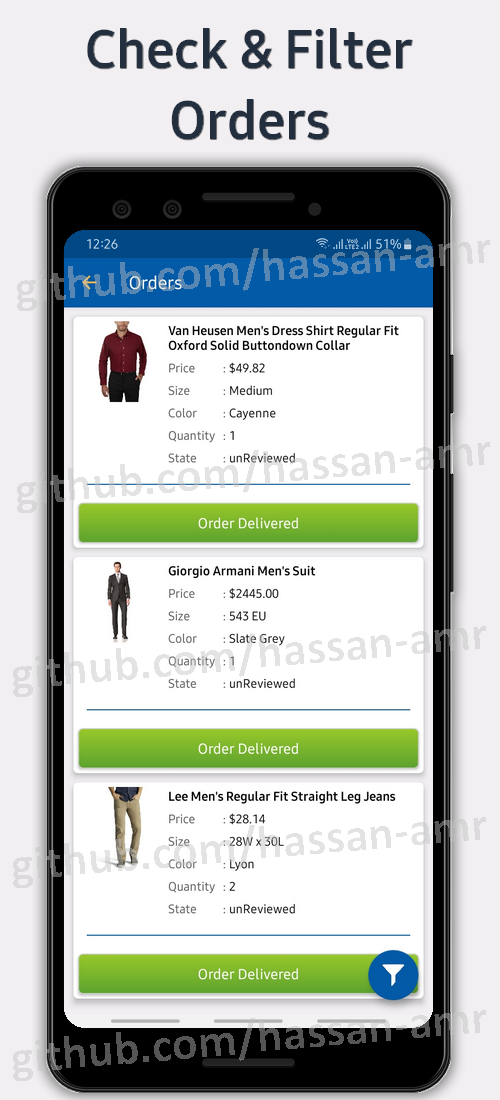 Check & Filter
Orders
12:26
Vo))
LTE2
51%
github.com/hassan-amr
Orders
Van Heusen Men's Dress Shirt Regular Fit
Oxford Solid Buttondown Collar
Price : $49.82
Size : Medium
Color : Cayenne
Quantity : 1
State : unReviewed
github.com/hassan-amr
Order Delivered
Giorgio Armani Men's Suit
Price : $2445.00
Size : 543 EU
Color : Slate Grey
github.com/hassan-amr
Quantity : 1
State : unReviewed
Order Delivered
Lee Men's Regular Fit Straight Leg Jeans
Price : $28.14
Size : 28W x 30L
github.com/hassan-amr
Color : Lyon
Quantity : 2
State : unReviewed
Order Delivered
github.com/hassan-amr